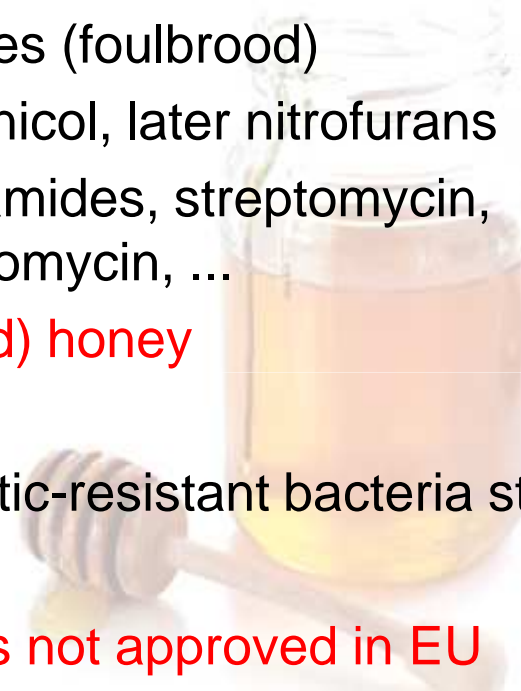 es (foulbrood)
nicol, later nitrofurans
amides, streptomycin,
omycin, ...
d) honey
tic-resistant bacteria st
s not approved in EU